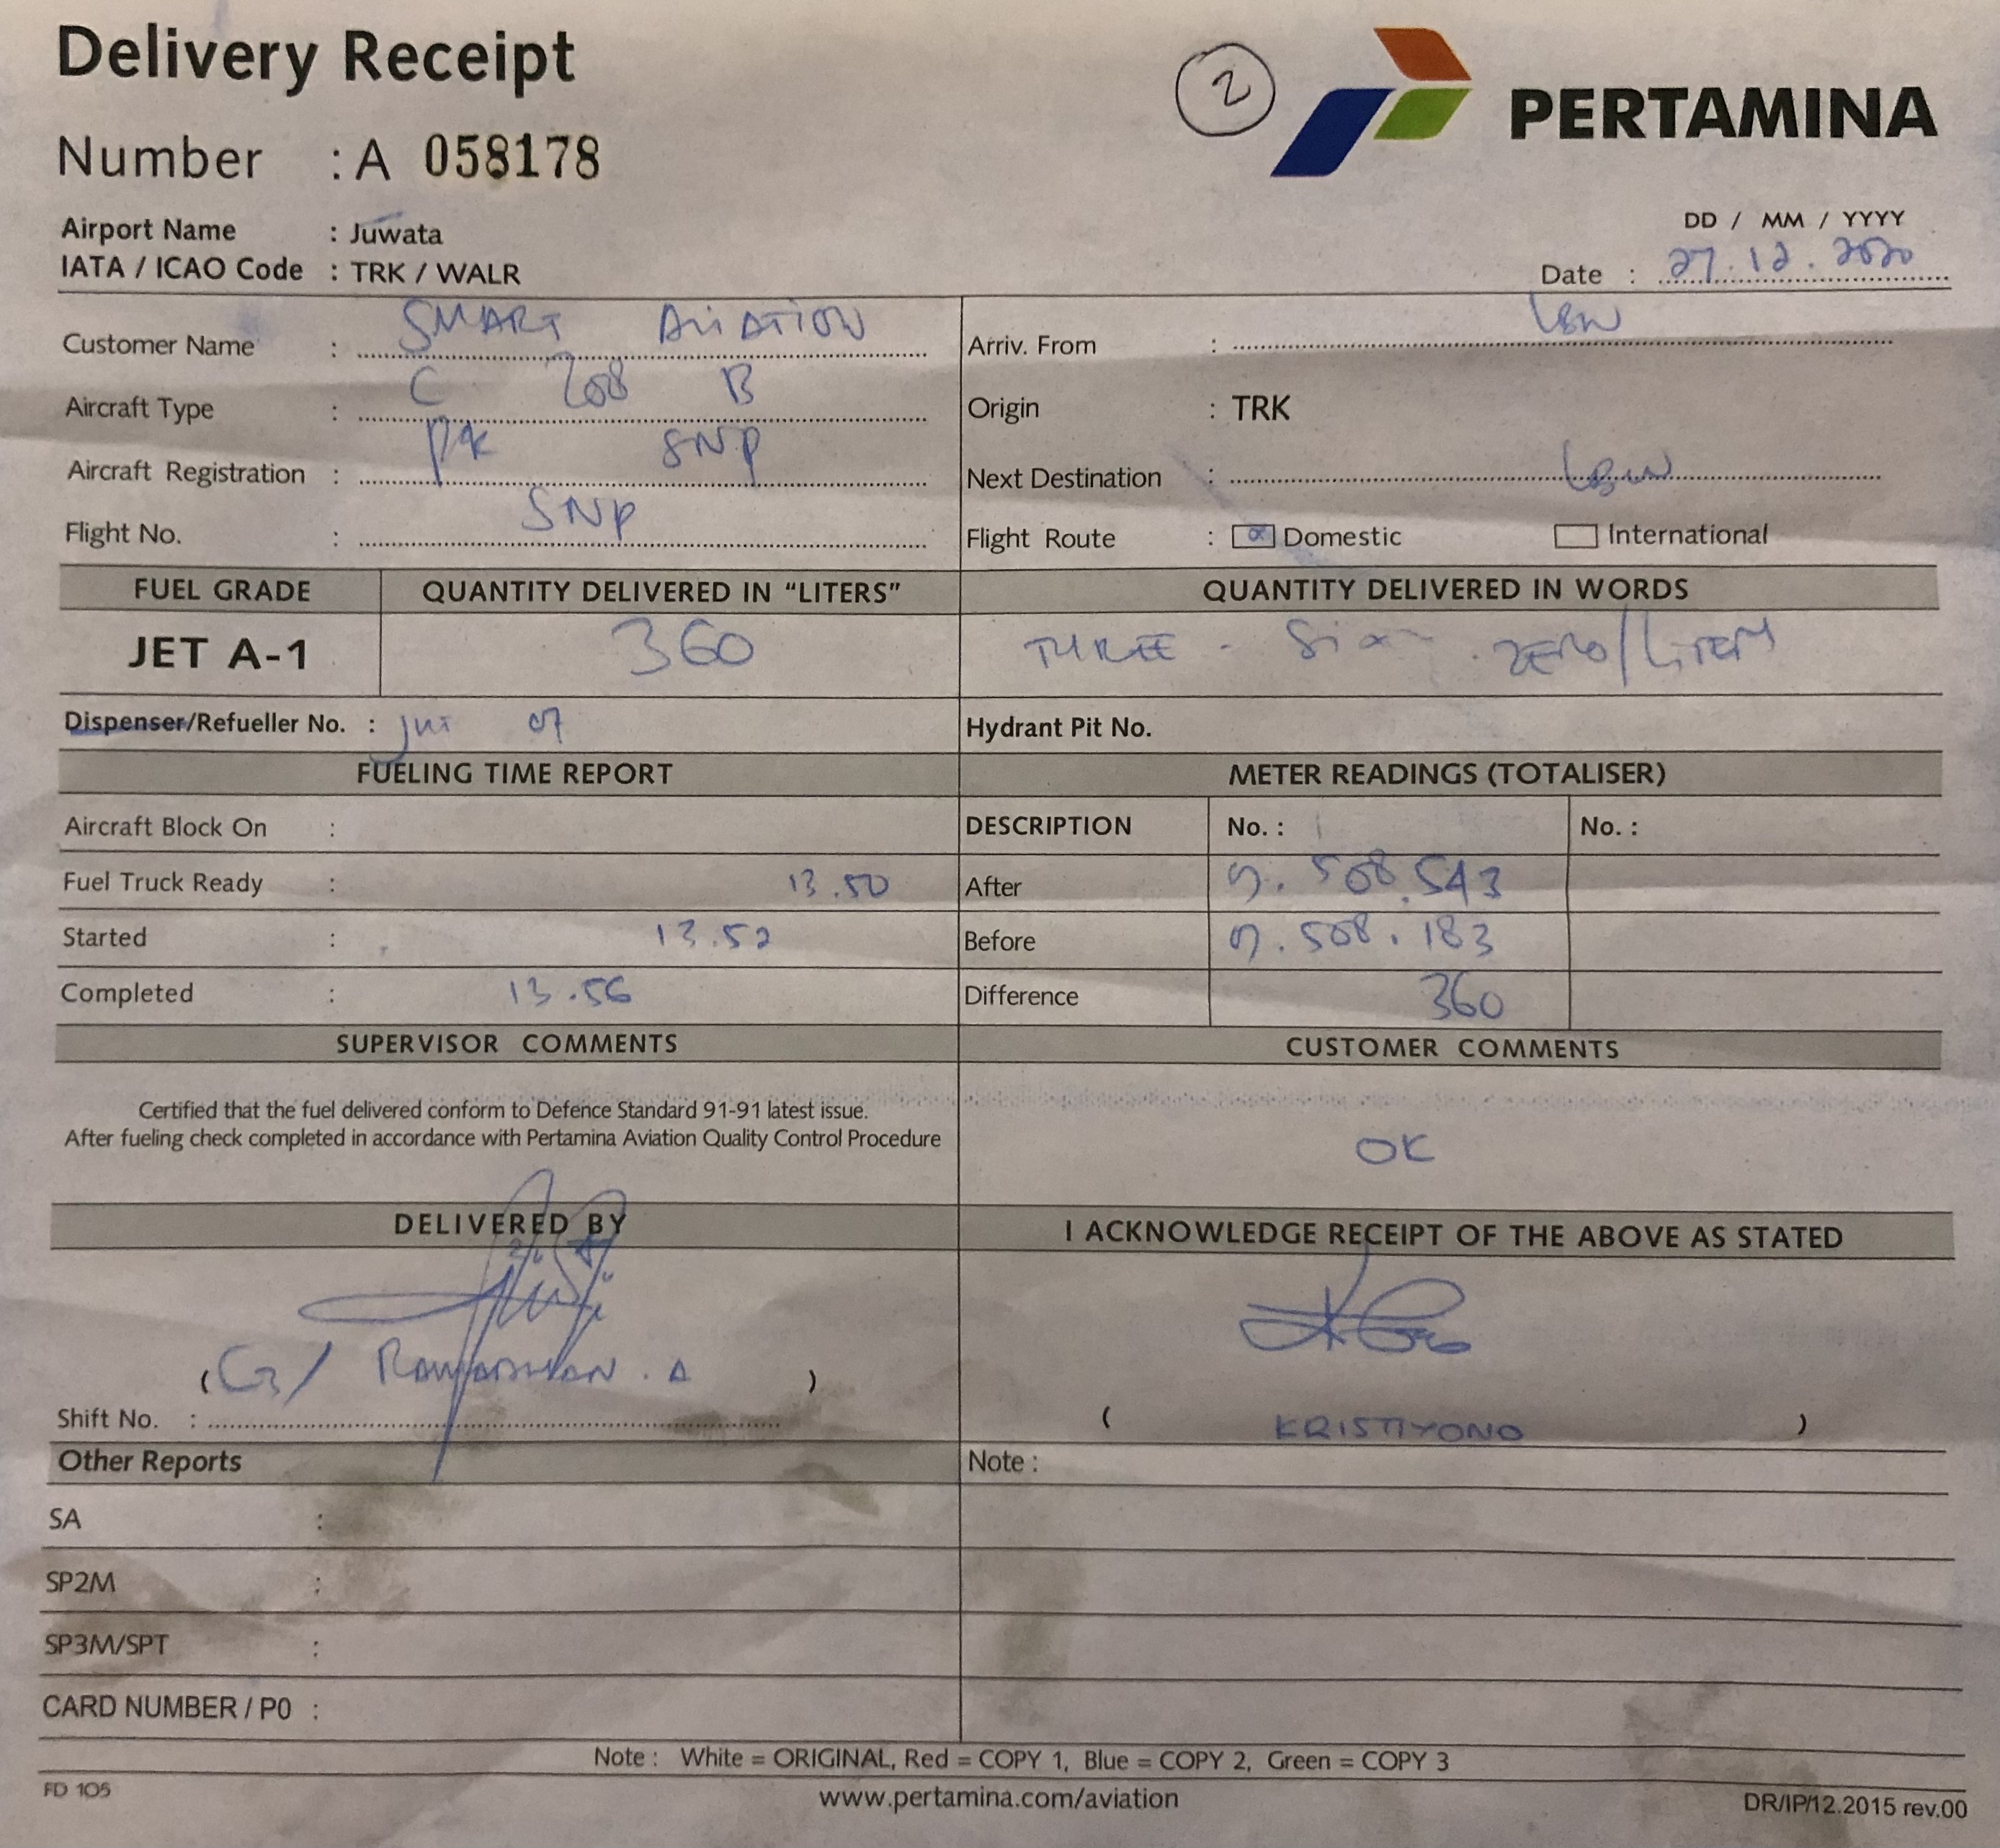 Delivery Receipt
2
PERTAMINA
Number : A 058178
Airport Name : Juwata
IATA / ICAO Code : TRK / WALR
DD / MM / YYYY
Date : 27.12.2020
Customer Name : SMART AVIATION
Arriv. From : LBW
Aircraft Type : C 208 B
Origin : TRK
Aircraft Registration : PK SNP
Next Destination : LBW
Flight No. : SNP
Flight Route : Domestic International
FUEL GRADE QUANTITY DELIVERED IN “LITERS” QUANTITY DELIVERED IN WORDS
JET A-1 360 THREE - Six - ZERO/LITERS
Dispenser/Refueller No. : 07
Hydrant Pit No.
FUELING TIME REPORT METER READINGS (TOTALISER)
Aircraft Block On :
DESCRIPTION No. : No. :
Fuel Truck Ready : 13.50
After 508.543
Started : 13.52
Before 508.183
Completed : 13.56
Difference 360
SUPERVISOR COMMENTS CUSTOMER COMMENTS
Certified that the fuel delivered conform to Defence Standard 91-91 latest issue.
After fueling check completed in accordance with Pertamina Aviation Quality Control Procedure
OK
DELIVERED BY I ACKNOWLEDGE RECEIPT OF THE ABOVE AS STATED
( )
Shift No. :
( KRISTIYONO )
Other Reports Note :
SA :
SP2M :
SP3M/SPT :
CARD NUMBER / P0 :
Note : White = ORIGINAL, Red = COPY 1, Blue = COPY 2, Green = COPY 3
FD 105 www.pertamina.com/aviation DR/IP/12.2015 rev.00